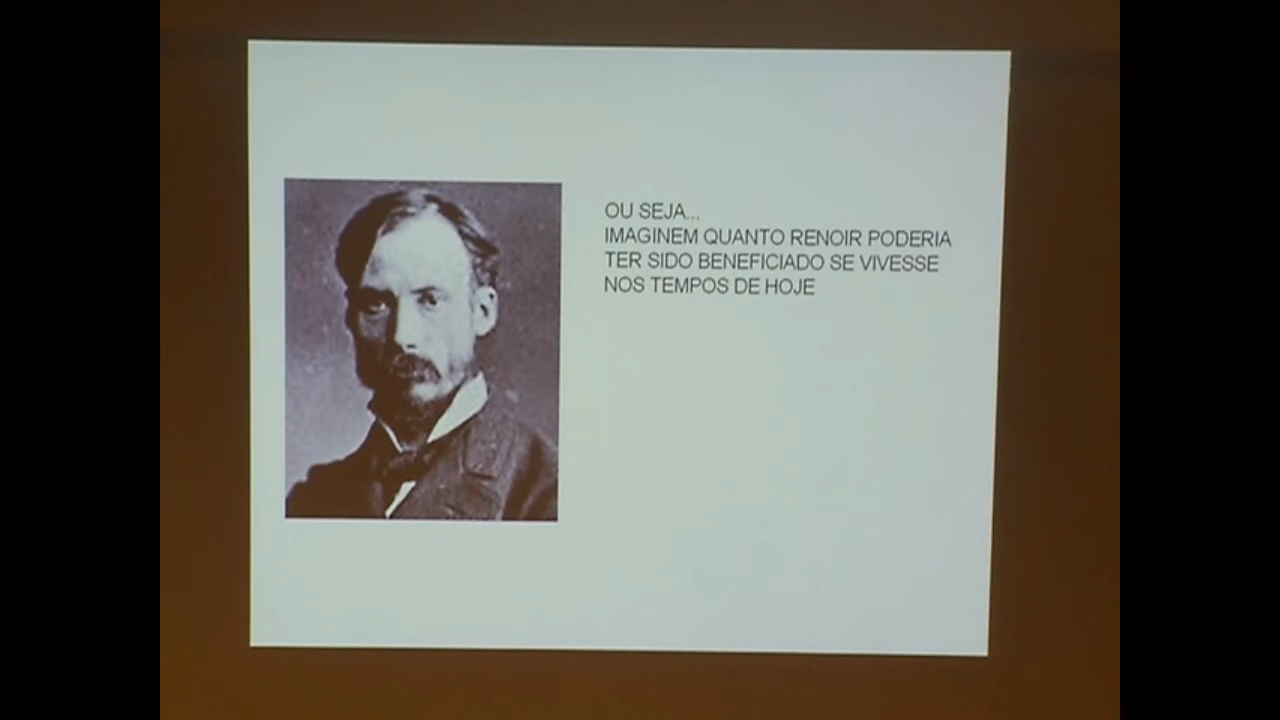 OU SEJA...
IMAGINEM QUANTO RENOIR PODERIA
TER SIDO BENEFICIADO SE VIVESSE
NOS TEMPOS DE HOJE